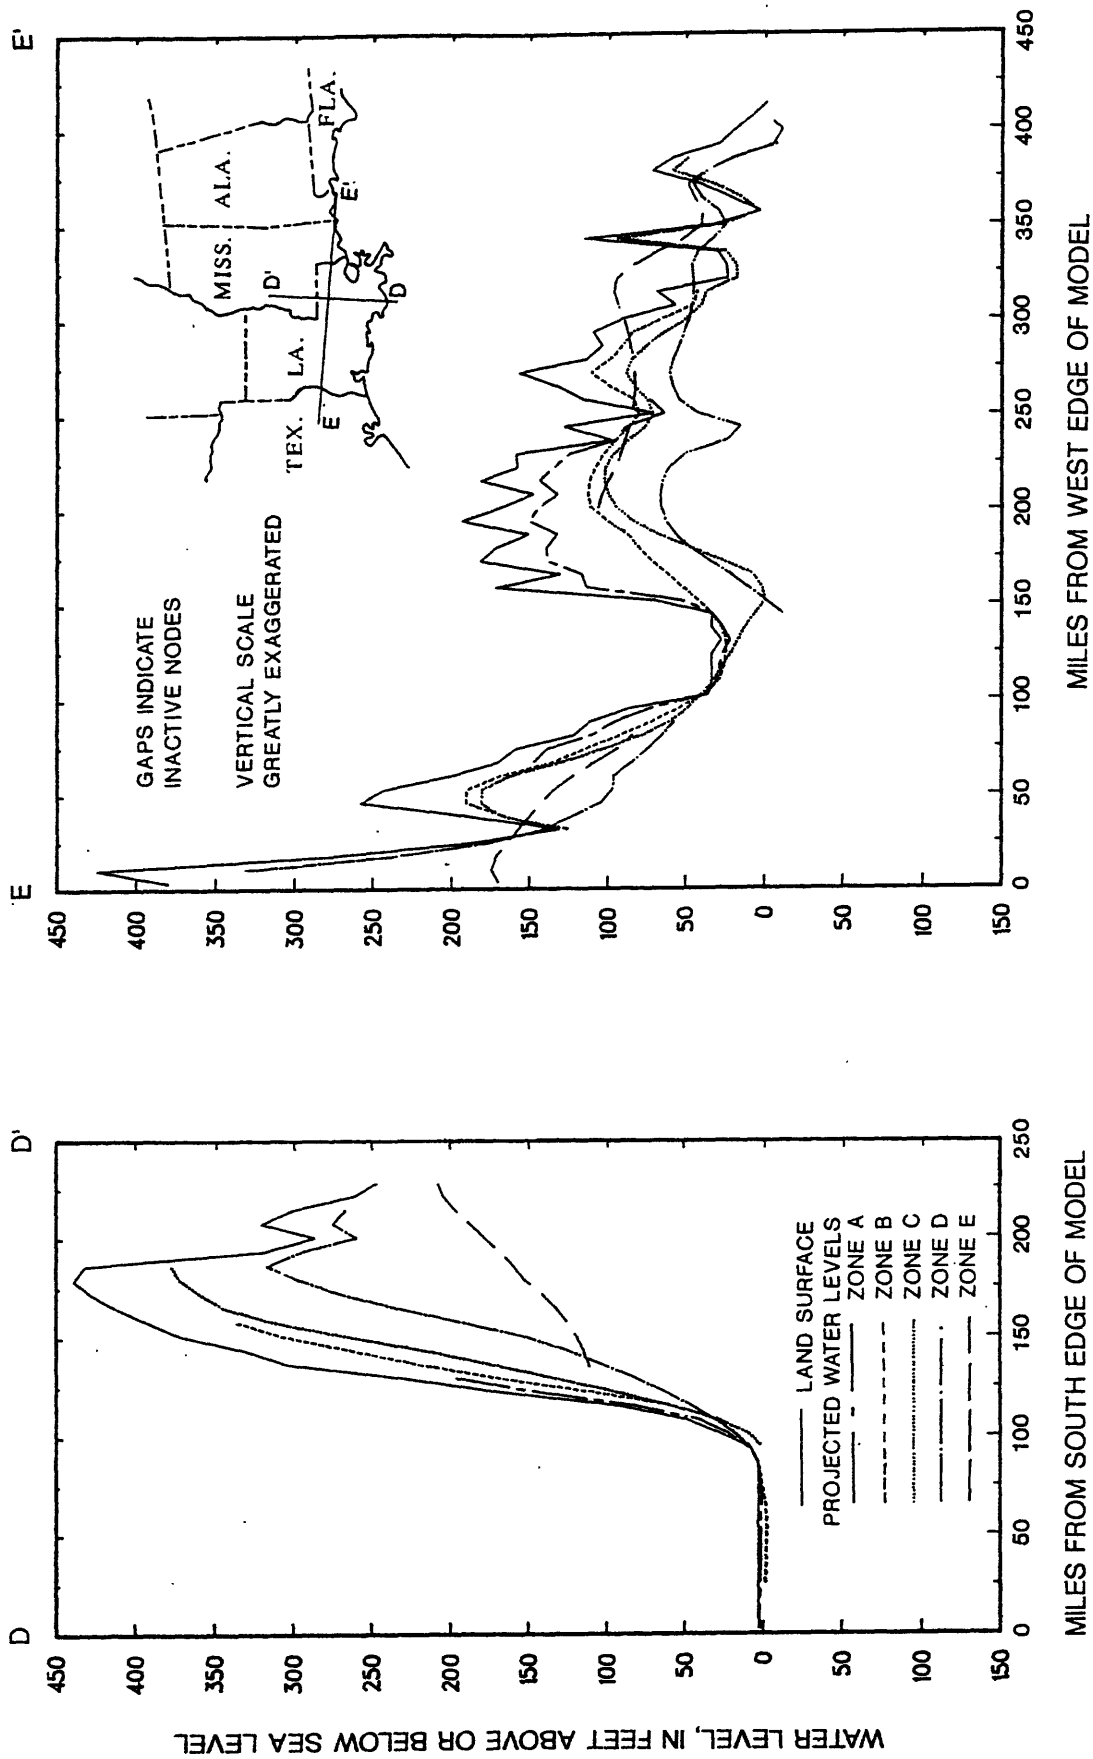 WATER LEVEL, IN FEET ABOVE OR BELOW SEA LEVEL
D
D'
450
400
350
300
250
200
150
100
50
0
50
100
150
0
50
100
150
200
250
MILES FROM SOUTH EDGE OF MODEL
LAND SURFACE
PROJECTED WATER LEVELS
ZONE A
ZONE B
ZONE C
ZONE D
ZONE E
E
E'
450
400
350
300
250
200
150
100
50
0
50
100
150
0
50
100
150
200
250
300
350
400
450
MILES FROM WEST EDGE OF MODEL
GAPS INDICATE
INACTIVE NODES
VERTICAL SCALE
GREATLY EXAGGERATED
TEX.
LA.
MISS.
ALA.
FLA.
D'
D
E
E'